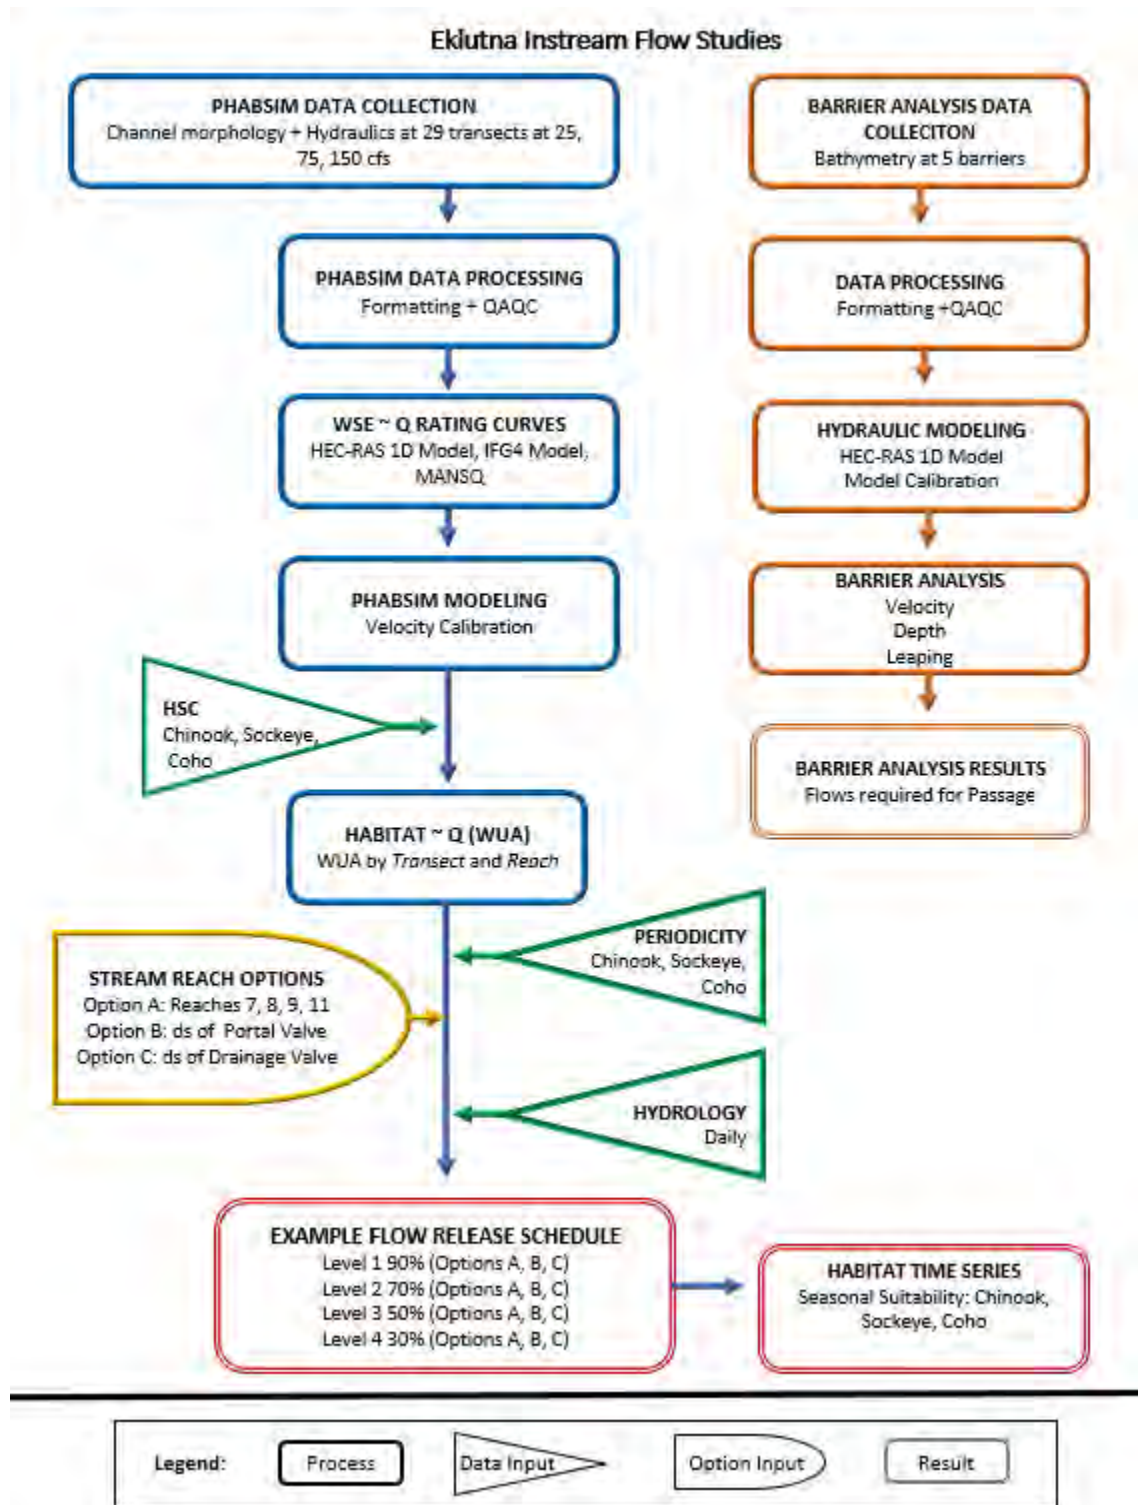 Eklutna Instream Flow Studies
PHABSIM DATA COLLECTION
Channel morphology + Hydraulics at 29 transects at 25,
75, 150 cfs
BARRIER ANALYSIS DATA
COLLECITON
Bathymetry at 5 barriers
PHABSIM DATA PROCESSING
Formatting + QAQC
DATA PROCESSING
Formatting +QAQC
WSE ~ Q RATING CURVES
HEC-RAS 1D Model, IFG4 Model,
MANSQ
HYDRAULIC MODELING
HEC-RAS 1D Model
Model Calibration
PHABSIM MODELING
Velocity Calibration
BARRIER ANALYSIS
Velocity
Depth
Leaping
HSC
Chinook, Sockeye,
Coho
BARRIER ANALYSIS RESULTS
Flows required for Passage
HABITAT ~ Q (WUA)
WUA by Transect and Reach
PERIODICITY
Chinook, Sockeye,
Coho
STREAM REACH OPTIONS
Option A: Reaches 7, 8, 9, 11
Option B: ds of Portal Valve
Option C: ds of Drainage Valve
HYDROLOGY
Daily
EXAMPLE FLOW RELEASE SCHEDULE
Level 1 90% (Options A, B, C)
Level 2 70% (Options A, B, C)
Level 3 50% (Options A, B, C)
Level 4 30% (Options A, B, C)
HABITAT TIME SERIES
Seasonal Suitability: Chinook,
Sockeye, Coho
Legend:
Process
Data Input
Option Input
Result